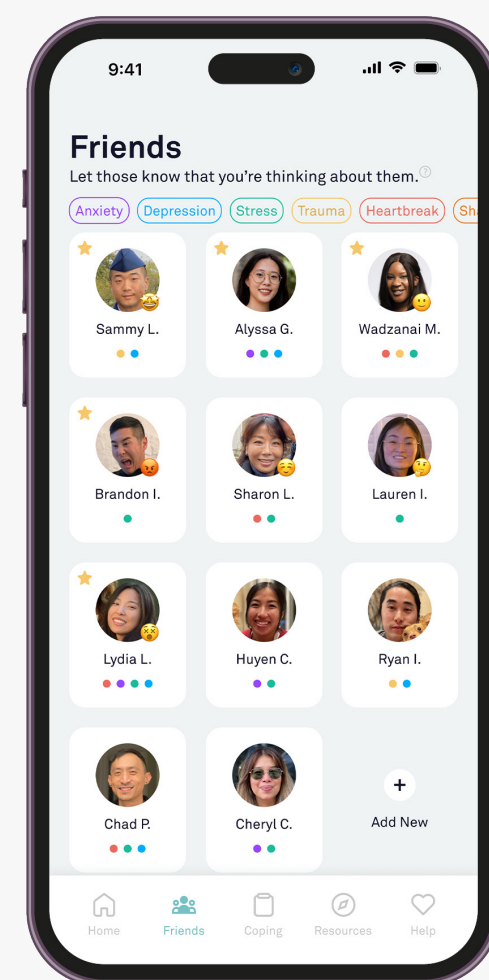 9:41
Friends
Let those know that you're thinking about them. ?
Anxiety Depression Stress Trauma Heartbreak Sh
Sammy L. Alyssa G. Wadzanai M.
Brandon I. Sharon L. Lauren I.
Lydia L. Huyen C. Ryan I.
Chad P. Cheryl C. Add New
Home Friends Coping Resources Help